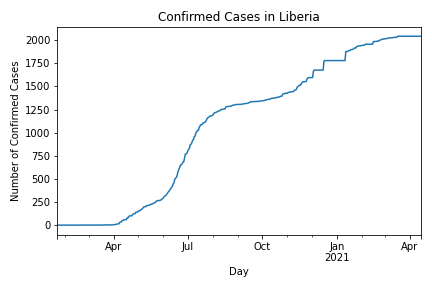 Confirmed Cases in Liberia
2000
1750
1500
1250
1000
750
500
250
0
Number of Confirmed Cases
Apr
Jul
Oct
Jan
2021
Apr
Day